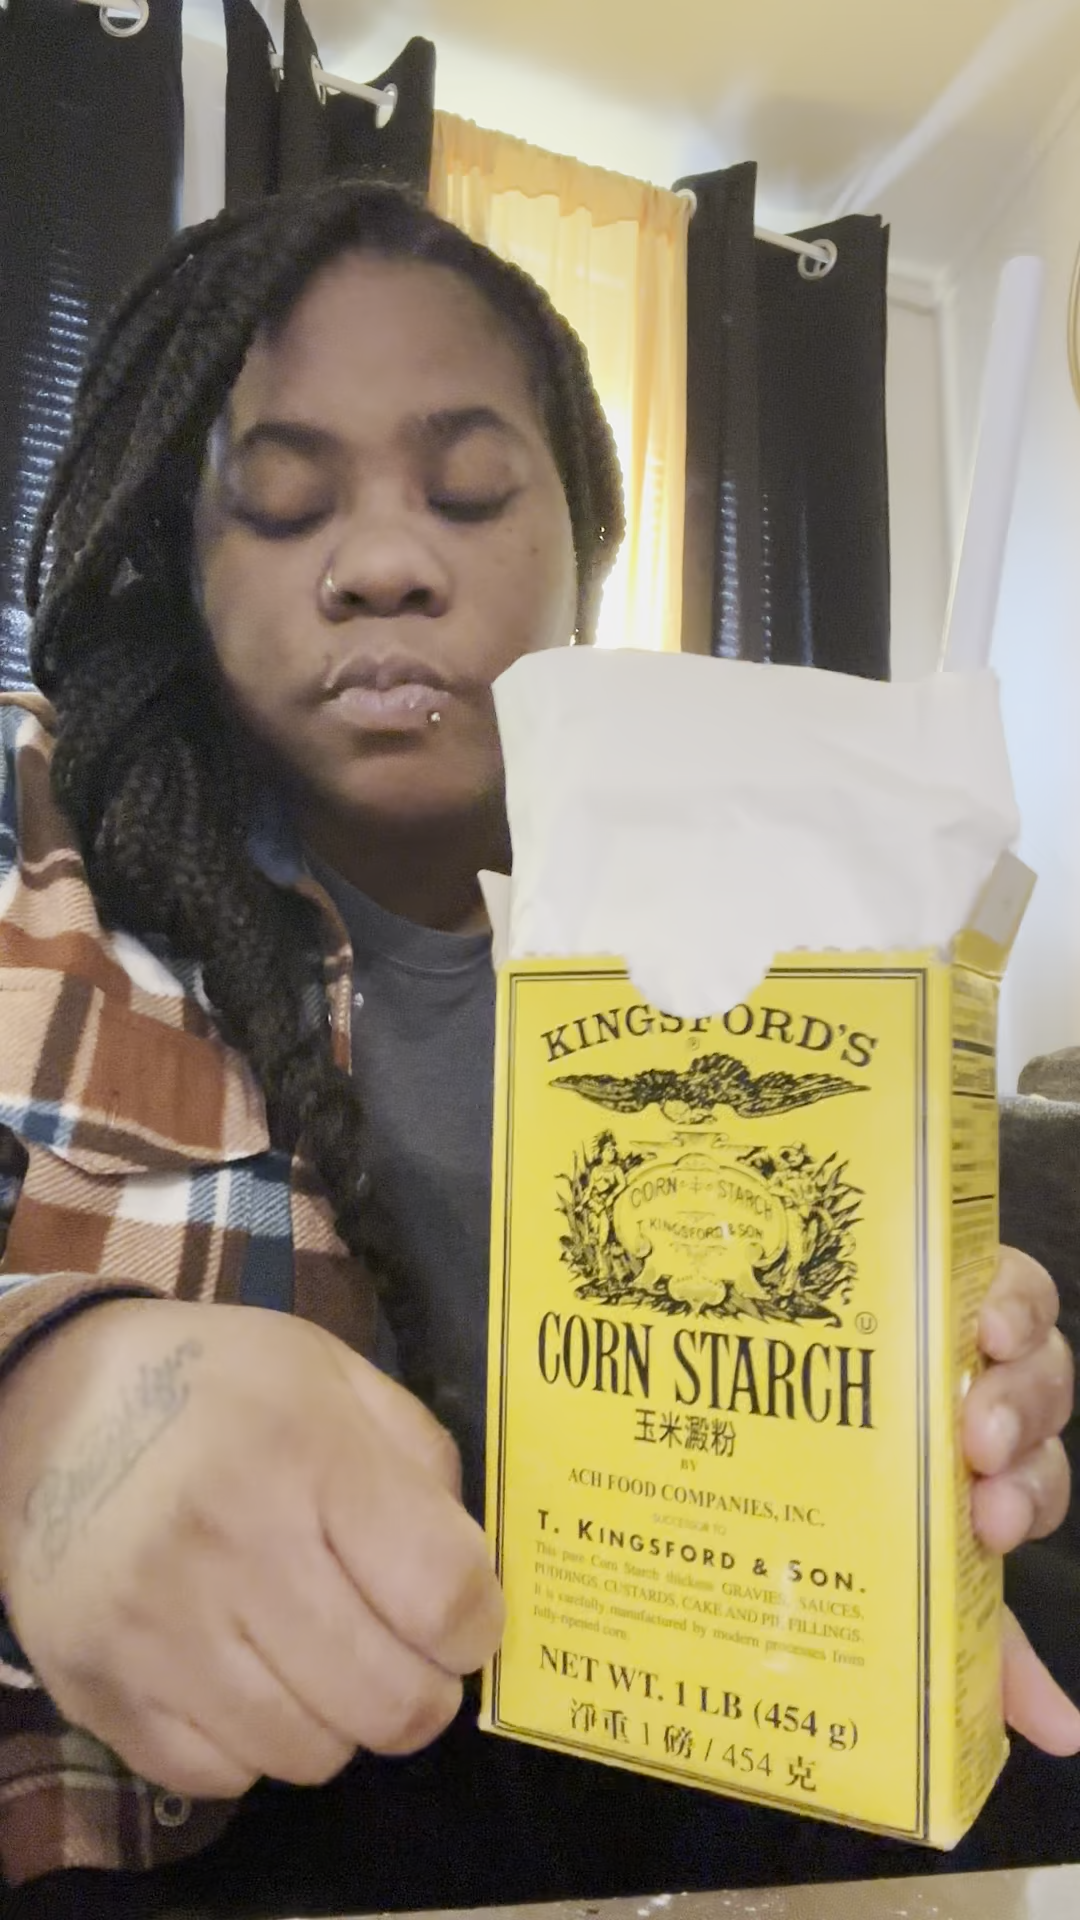 KINGSFORD'S
®
CORN STARCH
T. KINGSFORD & SON
Ⓤ
CORN STARCH
玉米澱粉
BY
ACH FOOD COMPANIES, INC.
SUCCESSOR TO
T. KINGSFORD & SON.
This pure Corn Starch thickens GRAVIES, SAUCES,
PUDDINGS, CUSTARDS, CAKE AND PIE FILLINGS.
It is carefully manufactured by modern processes from
fully ripened corn.
NET WT. 1 LB (454 g)
淨重 1 磅 / 454 克